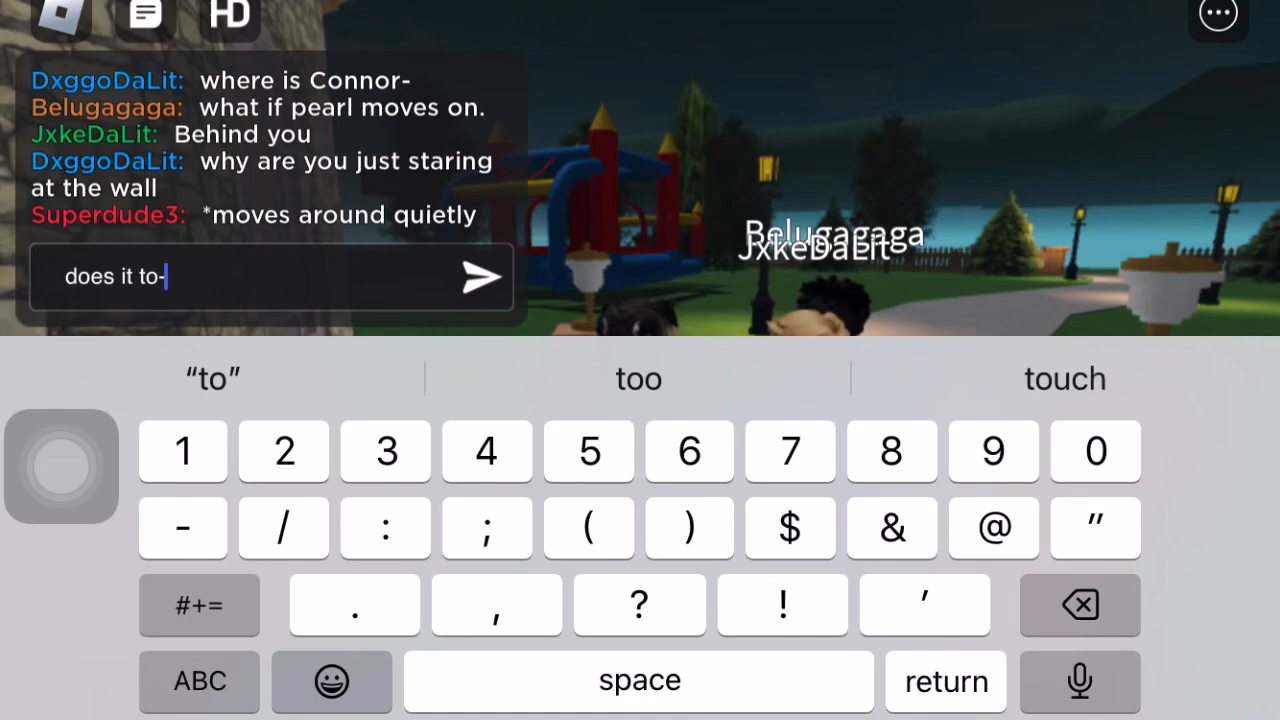 HD
DxggoDaLit: where is Connor-
Belugagaga: what if pearl moves on.
JxkeDaLit: Behind you
DxggoDaLit: why are you just staring
at the wall
Superdude3: *moves around quietly
does it to-
Belugagaga
JxkeDaLit
“to” too touch
1 2 3 4 5 6 7 8 9 0
- / : ; ( ) $ & @ "
#+= . , ? ! '
ABC space return